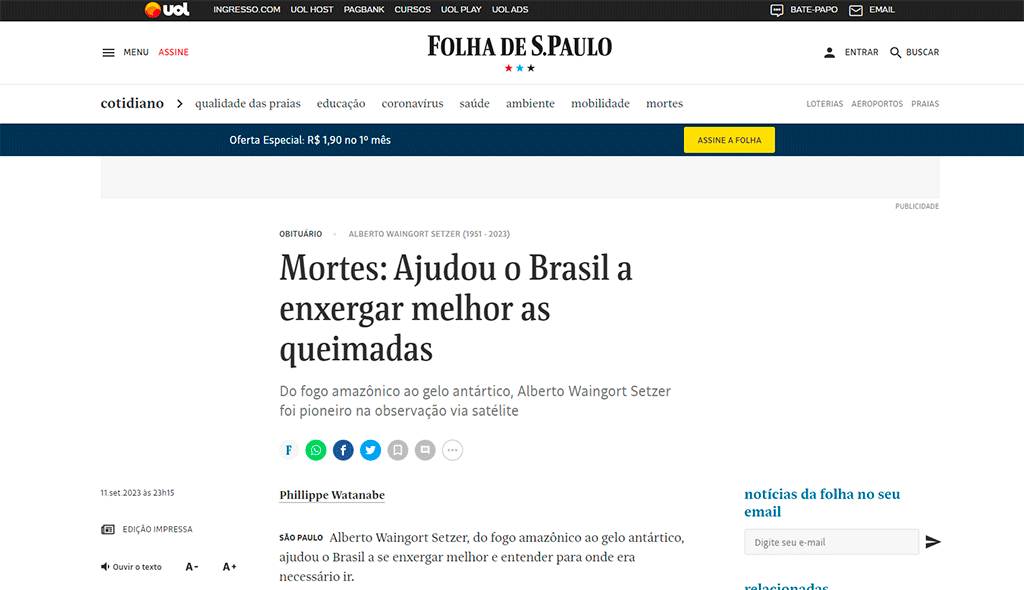 UOL INGRESSO.COM UOL HOST PAGBANK CURSOS UOL PLAY UOL ADS BATE-PAPO EMAIL
MENU ASSINE FOLHA DE S.PAULO ENTRAR BUSCAR
cotidiano qualidade das praias educação coronavírus saúde ambiente mobilidade mortes LOTERIAS AEROPORTOS PRAIAS
Oferta Especial: R$ 1,90 no 1º mês ASSINE A FOLHA
PUBLICIDADE
OBITUÁRIO ALBERTO WAINGORT SETZER (1951 - 2023)
Mortes: Ajudou o Brasil a
enxergar melhor as
queimadas
Do fogo amazônico ao gelo antártico, Alberto Waingort Setzer
foi pioneiro na observação via satélite
F
11.set.2023 às 23h15
EDIÇÃO IMPRESSA
Ouvir o texto A- A+
Phillippe Watanabe
SÃO PAULO Alberto Waingort Setzer, do fogo amazônico ao gelo antártico,
ajudou o Brasil a se enxergar melhor e entender para onde era
necessário ir.
notícias da folha no seu
email
Digite seu e-mail
relacionadas